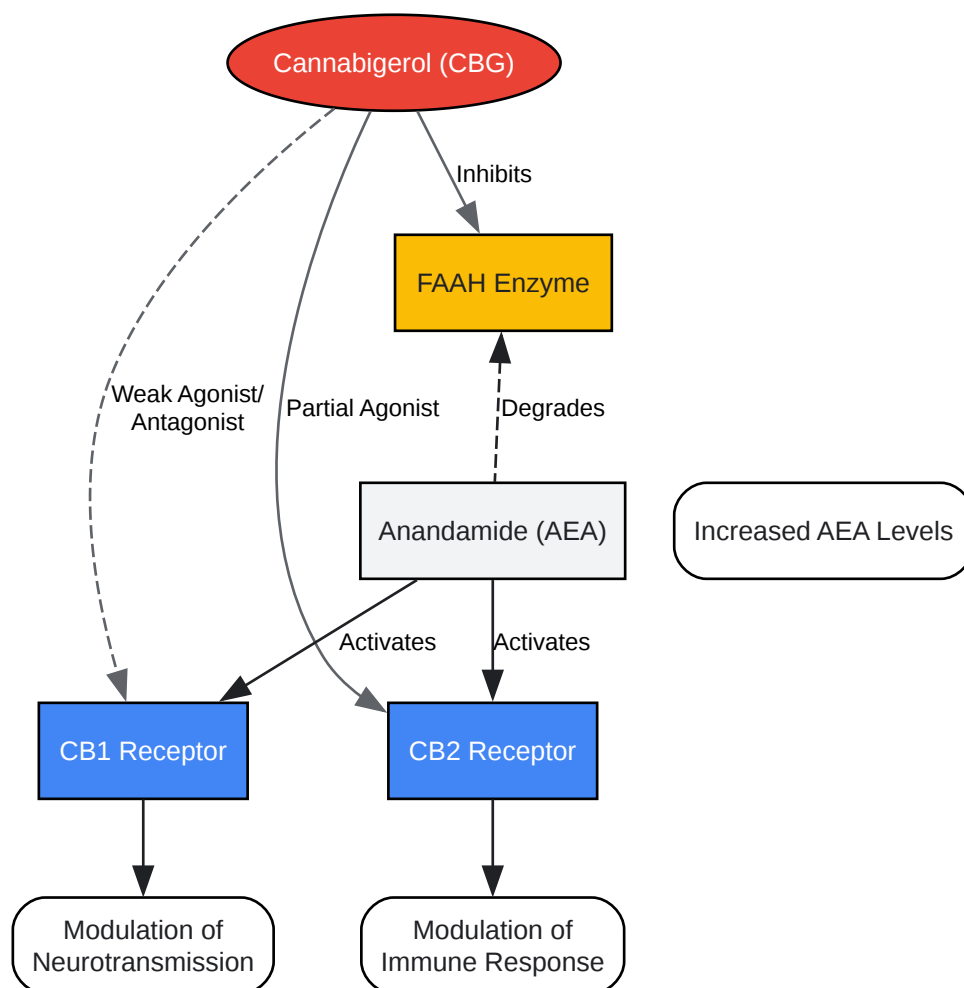 Cannabigerol (CBG)
Inhibits
FAAH Enzyme
Weak Agonist/
Antagonist
Partial Agonist
Degrades
Anandamide (AEA)
Increased AEA Levels
Activates
Activates
CB1 Receptor
CB2 Receptor
Modulation of
Neurotransmission
Modulation of
Immune Response